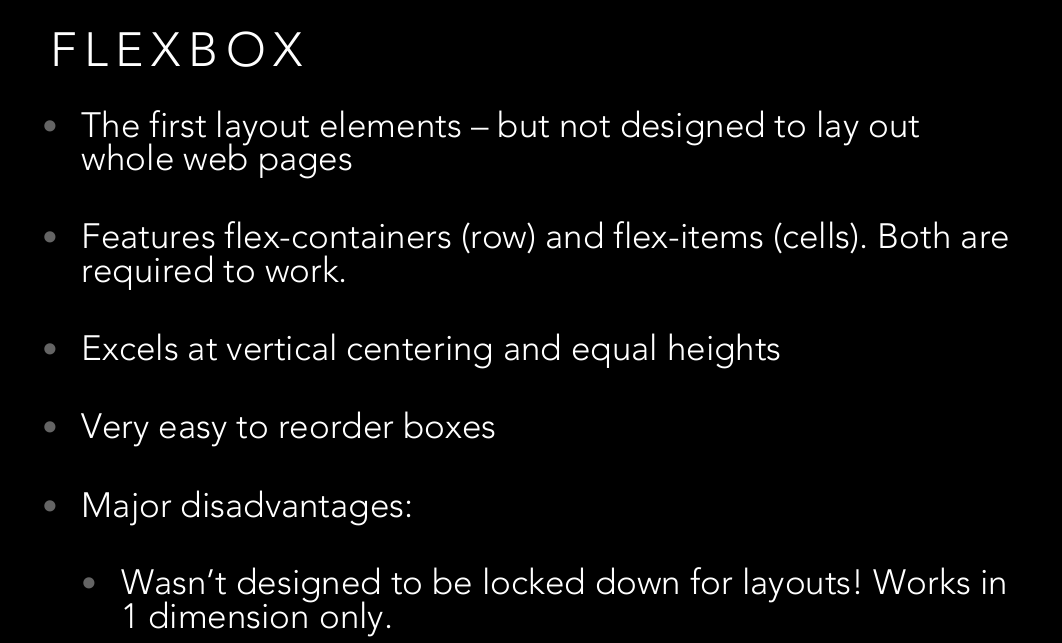 FLEXBOX
• The first layout elements – but not designed to lay out
whole web pages
• Features flex-containers (row) and flex-items (cells). Both are
required to work.
• Excels at vertical centering and equal heights
• Very easy to reorder boxes
• Major disadvantages:
• Wasn’t designed to be locked down for layouts! Works in
1 dimension only.